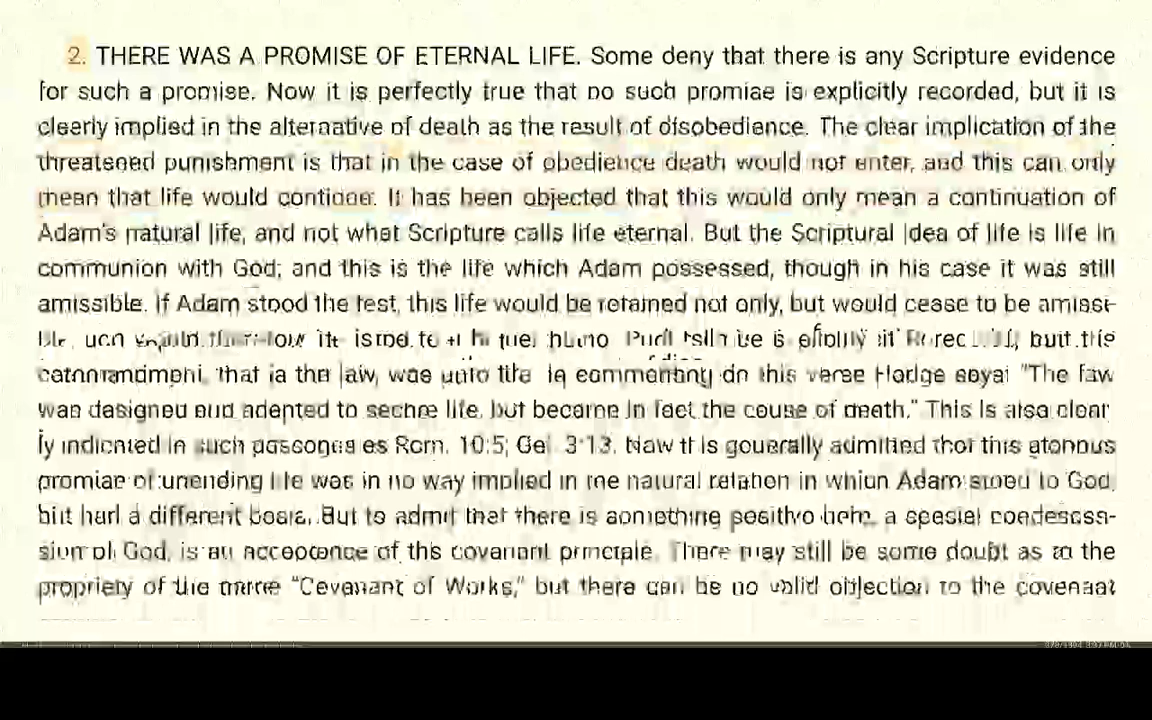 2. THERE WAS A PROMISE OF ETERNAL LIFE. Some deny that there is any Scripture evidence
for such a promise. Now it is perfectly true that no such promise is explicitly recorded, but it is
clearly implied in the alternative of death as the result of disobedience. The clear implication of the
threatened punishment is that in the case of obedience death would not enter, and this can only
mean that life would continue. It has been objected that this would only mean a continuation of
Adam's natural life, and not what Scripture calls life eternal. But the Scriptural idea of life is life in
communion with God; and this is the life which Adam possessed, though in his case it was still
amissible. If Adam stood the test, this life would be retained not only, but would cease to be amissi-
but the
that is the law, was unto life In commenting on this verse Hodge says: "The law
was designed and adapted to secure life, but became in fact the cause of death." This is also clear
ly indicated in such passages as Rom. 10:5; Gal. 3:13. Now it is generally admitted that this
promise of unending life was in no way implied in the natural relation in which Adam stood to God,
but had a different basis. But to admit that there is something positive here, a special condescen-
sion of God, is an acceptance of the covenant principle. There may still be some doubt as to the
propriety of the name "Covenant of Works," but there can be no valid objection to the covenant